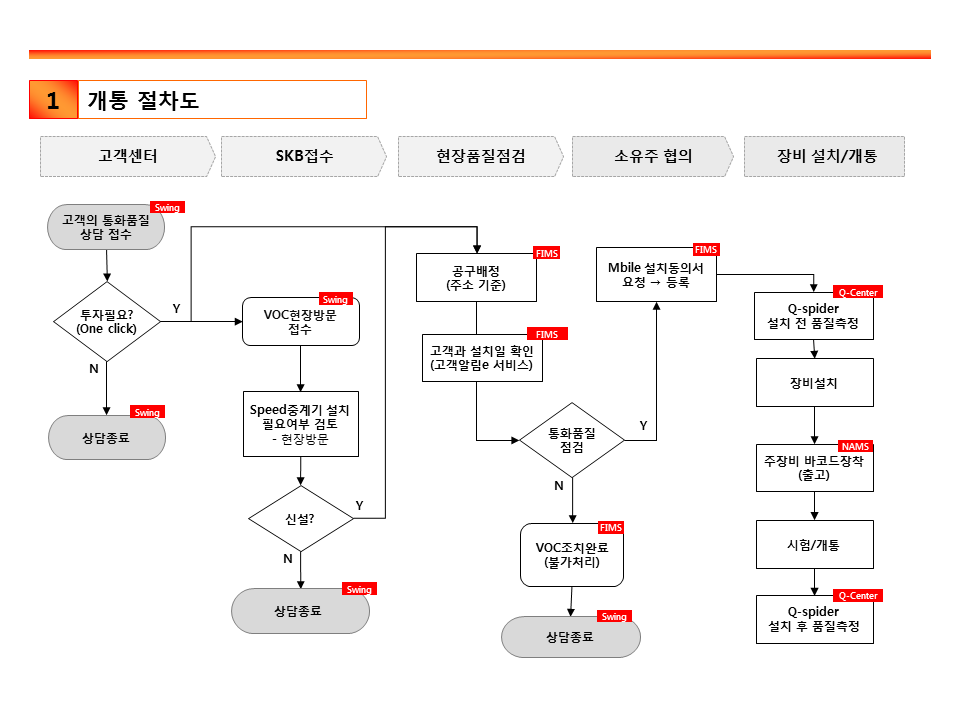 1
개통 절차도
고객센터
SKB접수
현장품질점검
소유주 협의
장비 설치/개통
Swing
고객의 통화품질
상담 접수
투자필요?
(One click)
Y
N
Swing
상담종료
Swing
VOC현장방문
접수
Speed중계기 설치
필요여부 검토
- 현장방문
신설?
Y
N
Swing
상담종료
FIMS
공구배정
(주소 기준)
FIMS
고객과 설치일 확인
(고객알림e 서비스)
통화품질
점검
Y
N
FIMS
VOC조치완료
(불가처리)
Swing
상담종료
FIMS
Mbile 설치동의서
요청 → 등록
Q-Center
Q-spider
설치 전 품질측정
장비설치
NAMS
주장비 바코드장착
(출고)
시험/개통
Q-Center
Q-spider
설치 후 품질측정